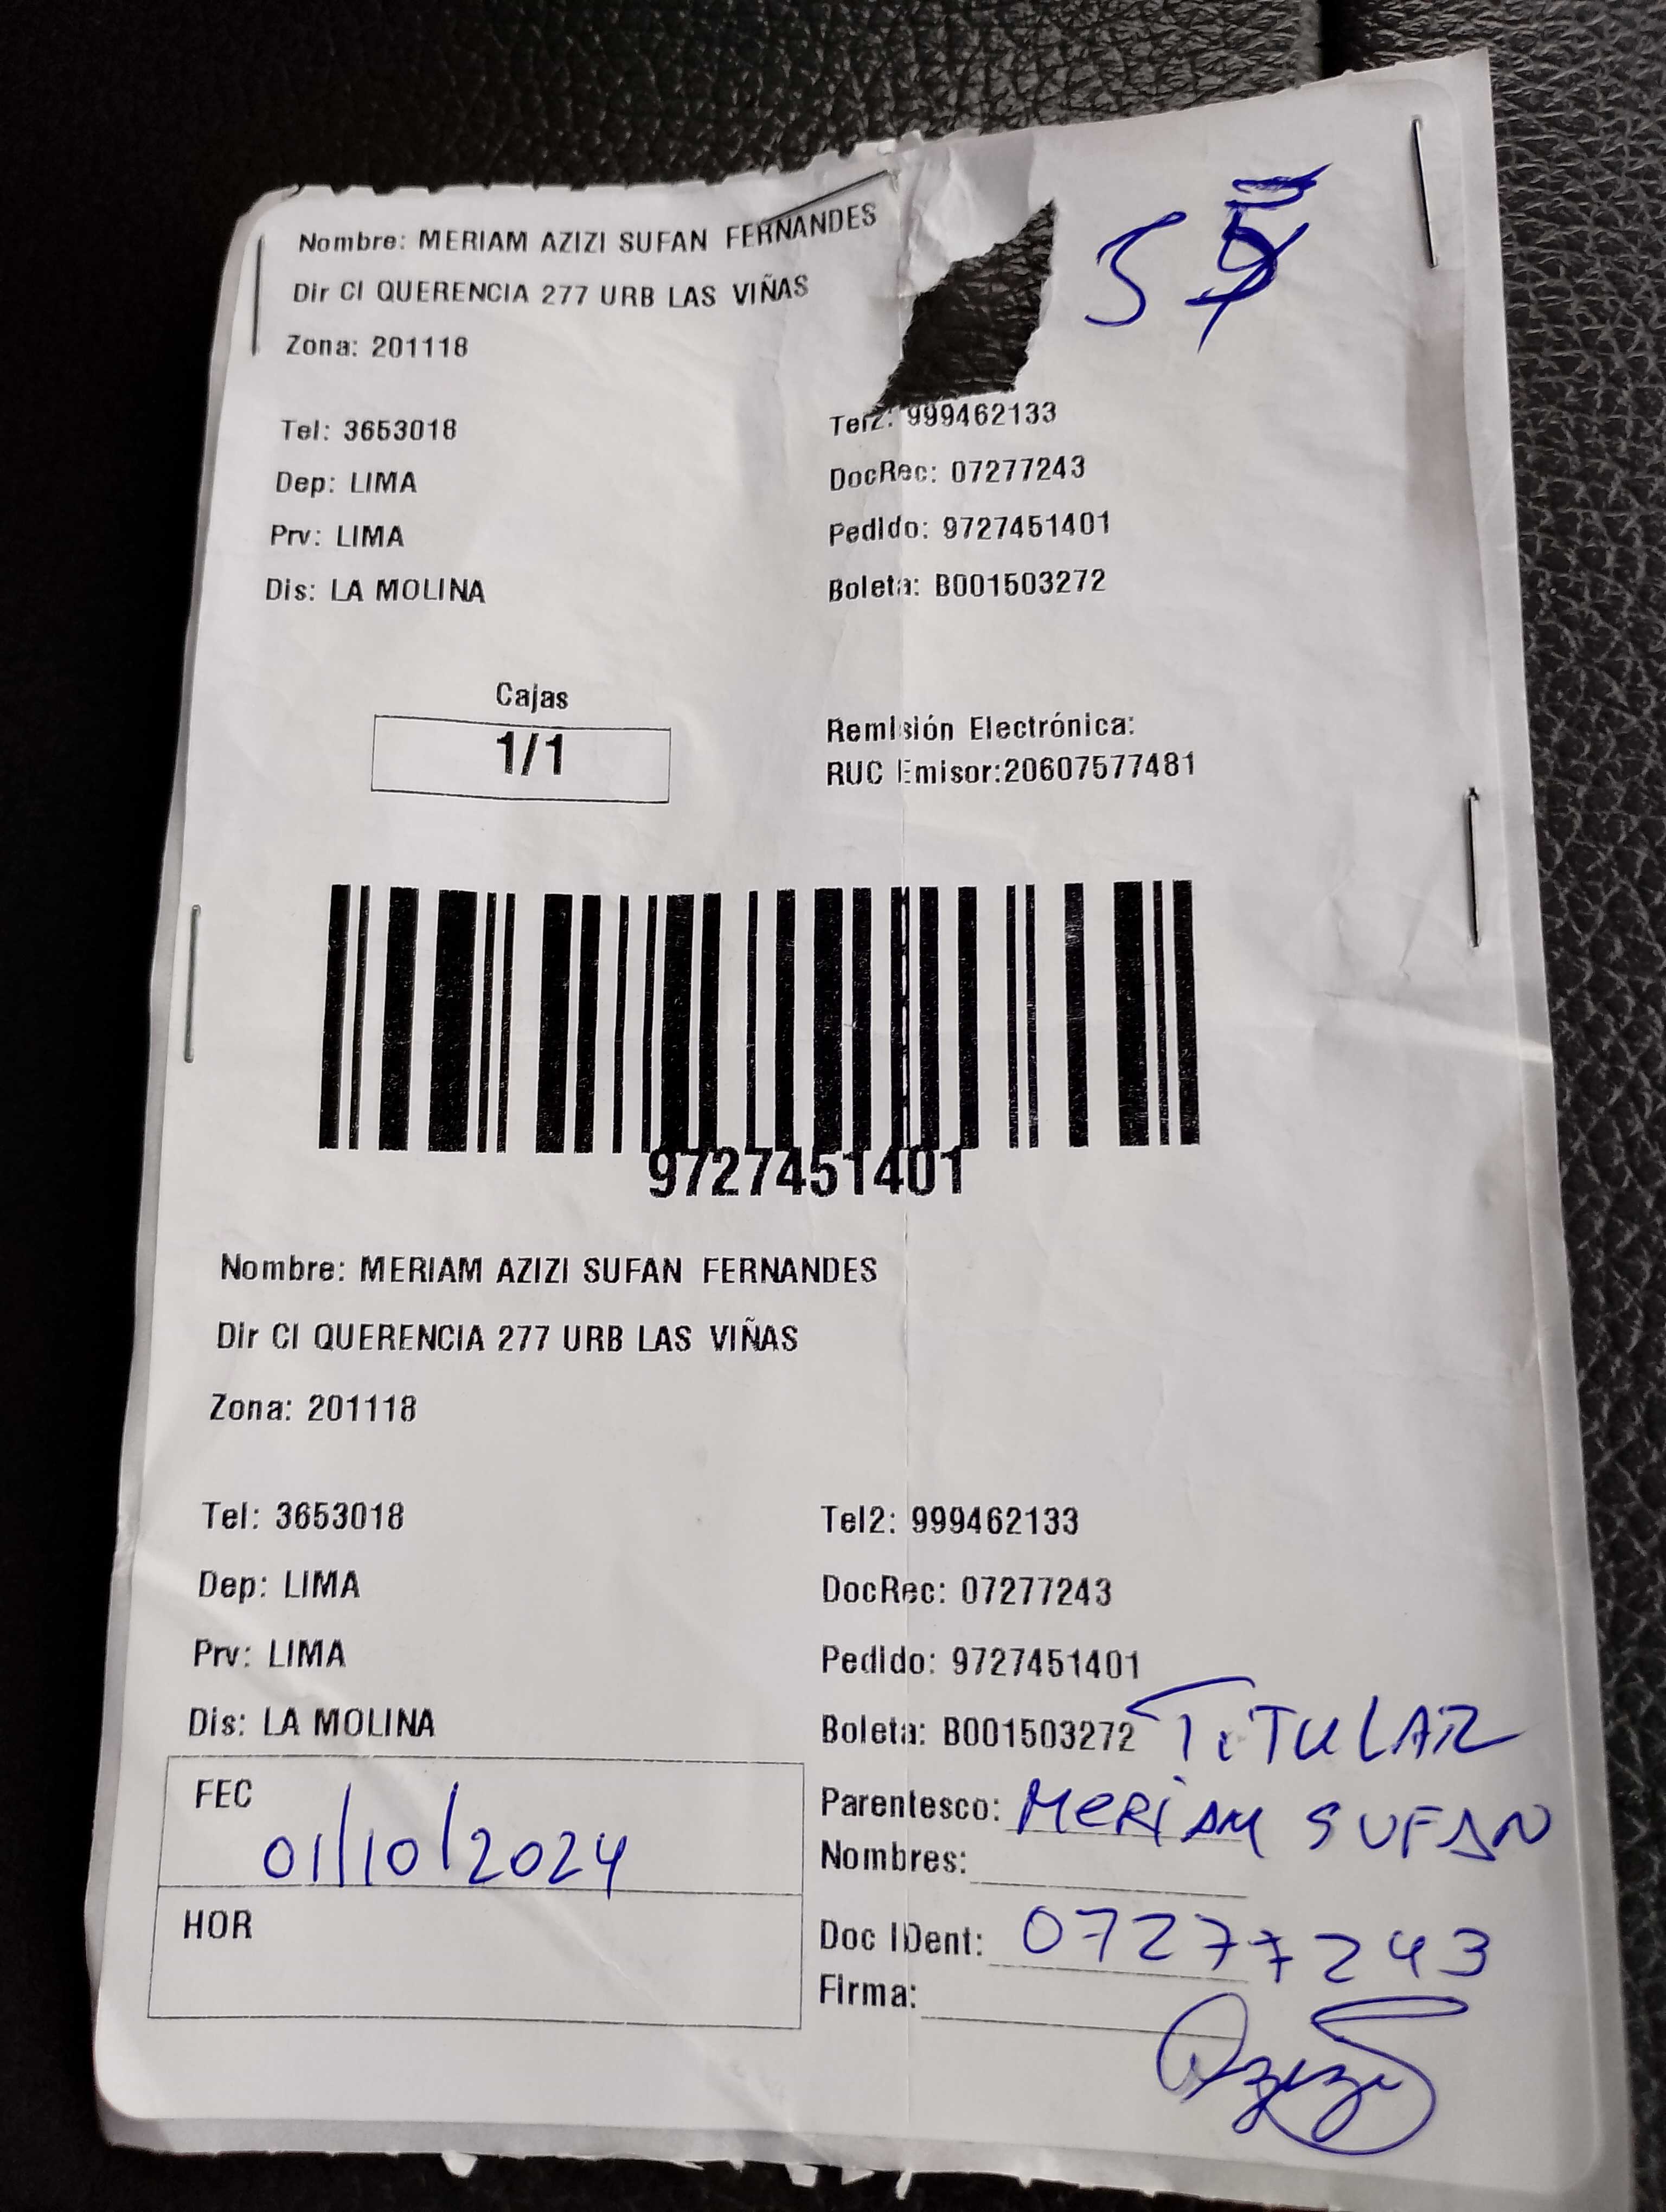 Nombre: MERIAM AZIZI SUFAN FERNANDES
Dir Cl QUERENCIA 277 URB LAS VIÑAS
Zona: 201118
Tel: 3653018
Tel2: 999462133
Dep: LIMA
DocRec: 07277243
Prv: LIMA
Pedido: 9727451401
Dis: LA MOLINA
Boleta: B001503272
Cajas
1/1
Remisión Electrónica:
RUC Emisor:20607577481
9727451401
Nombre: MERIAM AZIZI SUFAN FERNANDES
Dir Cl QUERENCIA 277 URB LAS VIÑAS
Zona: 201118
Tel: 3653018
Tel2: 999462133
Dep: LIMA
DocRec: 07277243
Prv: LIMA
Pedido: 9727451401
Dis: LA MOLINA
Boleta: B001503272 TITULAR
FEC
01/10/2024
Parentesco: MERIAM SUFAN
Nombres:
HOR
Doc IDent: 07277243
Firma: